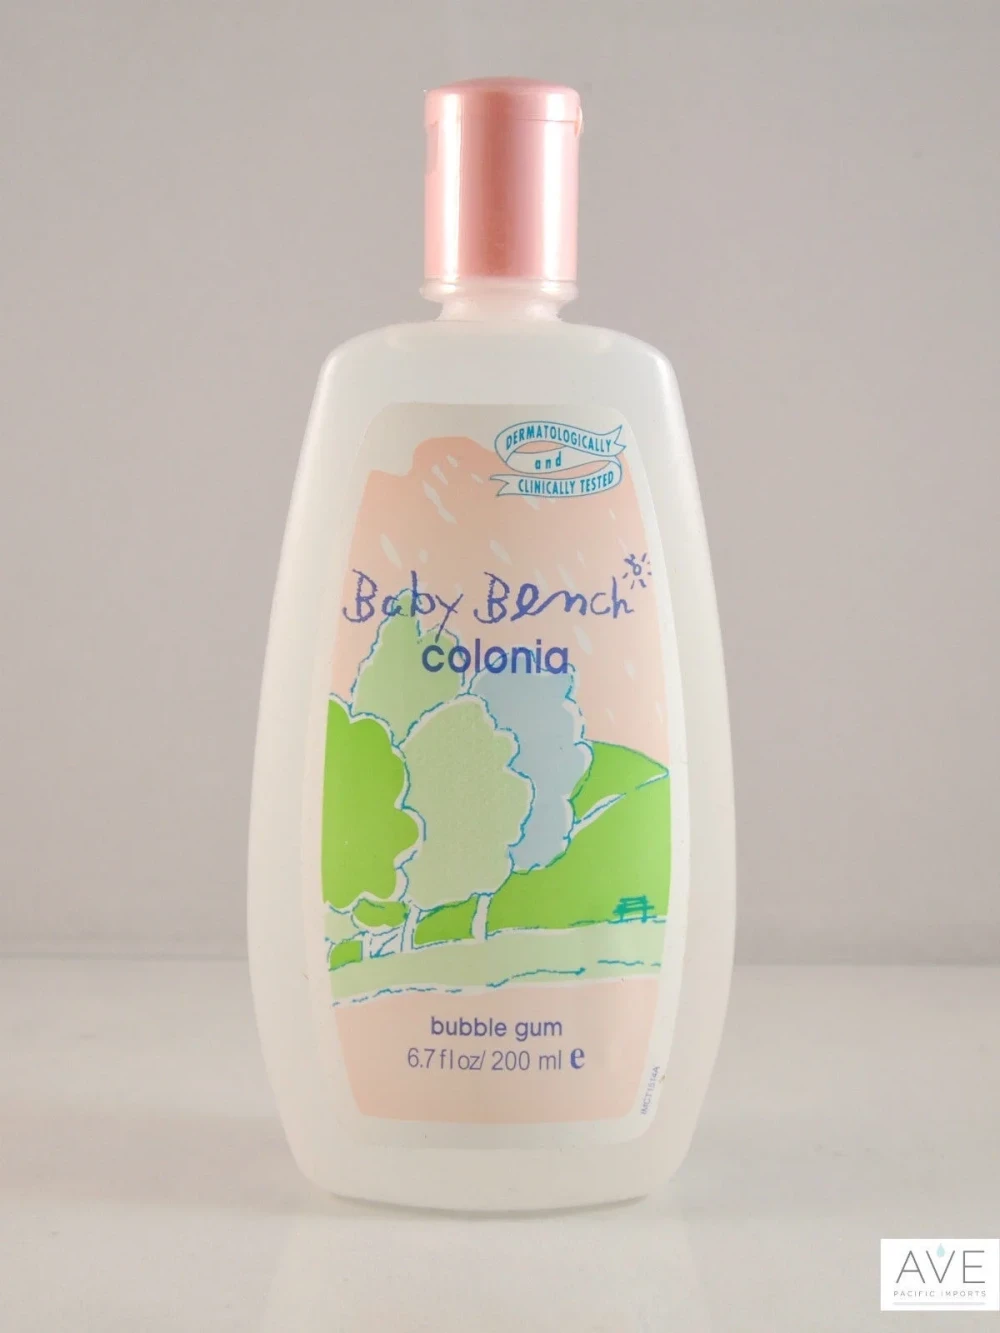 DERMATOLOGICALLY
and
CLINICALLY TESTED
Baby Bench
colonia
bubble gum
6.7 fl oz/ 200 ml e
AVE
PACIFIC IMPORTS